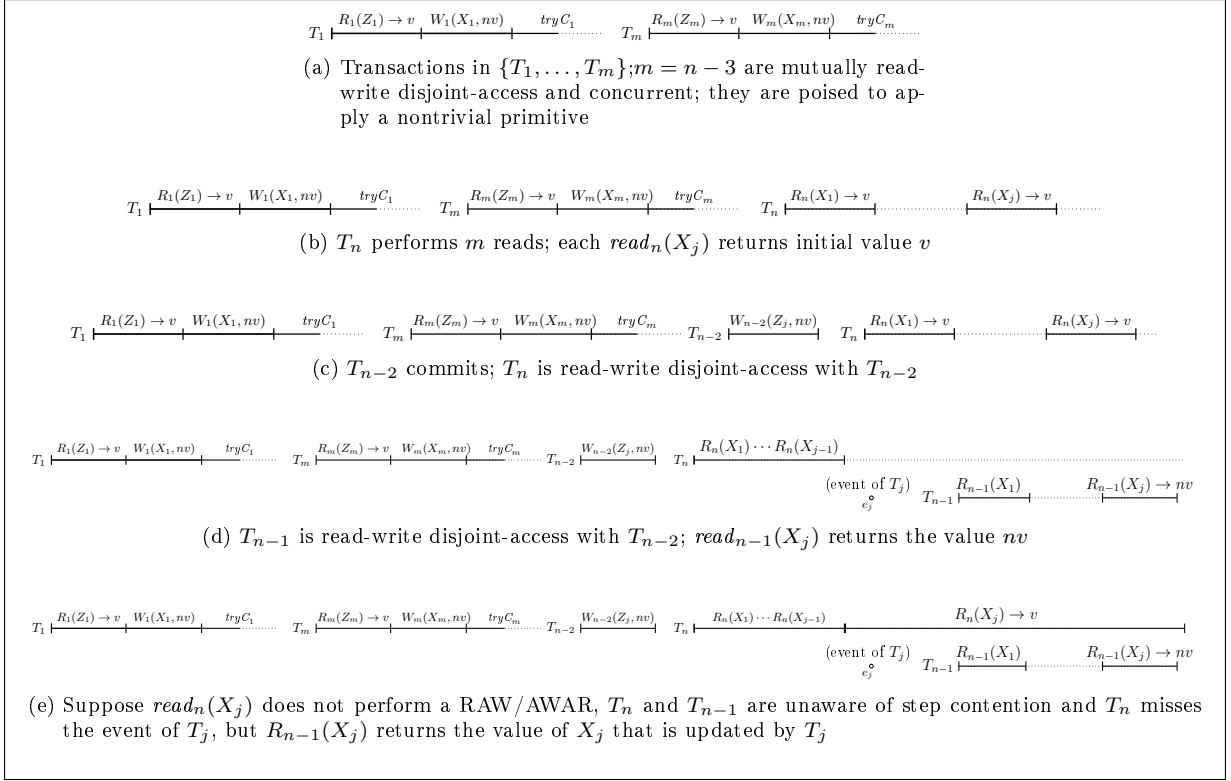 T₁ R₁(Z₁) → v W₁(X₁, nv) tryC₁ Tₘ Rₘ(Zₘ) → v Wₘ(Xₘ, nv) tryCₘ
(a) Transactions in {T₁, . . . , Tₘ};m = n − 3 are mutually read-
write disjoint-access and concurrent; they are poised to ap-
ply a nontrivial primitive
T₁ R₁(Z₁) → v W₁(X₁, nv) tryC₁ Tₘ Rₘ(Zₘ) → v Wₘ(Xₘ, nv) tryCₘ Tₙ Rₙ(X₁) → v Rₙ(Xⱼ) → v
(b) Tₙ performs m reads; each readₙ(Xⱼ) returns initial value v
T₁ R₁(Z₁) → v W₁(X₁, nv) tryC₁ Tₘ Rₘ(Zₘ) → v Wₘ(Xₘ, nv) tryCₘ Tₙ₋₂ Wₙ₋₂(Zⱼ, nv) Tₙ Rₙ(X₁) → v Rₙ(Xⱼ) → v
(c) Tₙ₋₂ commits; Tₙ is read-write disjoint-access with Tₙ₋₂
T₁ R₁(Z₁) → v W₁(X₁, nv) tryC₁ Tₘ Rₘ(Zₘ) → v Wₘ(Xₘ, nv) tryCₘ Tₙ₋₂ Wₙ₋₂(Zⱼ, nv) Tₙ Rₙ(X₁) · · · Rₙ(Xⱼ₋₁)
(event of Tⱼ) eⱼ Tₙ₋₁ Rₙ₋₁(X₁) Rₙ₋₁(Xⱼ) → nv
(d) Tₙ₋₁ is read-write disjoint-access with Tₙ₋₂; readₙ₋₁(Xⱼ) returns the value nv
T₁ R₁(Z₁) → v W₁(X₁, nv) tryC₁ Tₘ Rₘ(Zₘ) → v Wₘ(Xₘ, nv) tryCₘ Tₙ₋₂ Wₙ₋₂(Zⱼ, nv) Tₙ Rₙ(X₁) · · · Rₙ(Xⱼ₋₁) Rₙ(Xⱼ) → v
(event of Tⱼ) eⱼ Tₙ₋₁ Rₙ₋₁(X₁) Rₙ₋₁(Xⱼ) → nv
(e) Suppose readₙ(Xⱼ) does not perform a RAW/AWAR, Tₙ and Tₙ₋₁ are unaware of step contention and Tₙ misses
the event of Tⱼ, but Rₙ₋₁(Xⱼ) returns the value of Xⱼ that is updated by Tⱼ